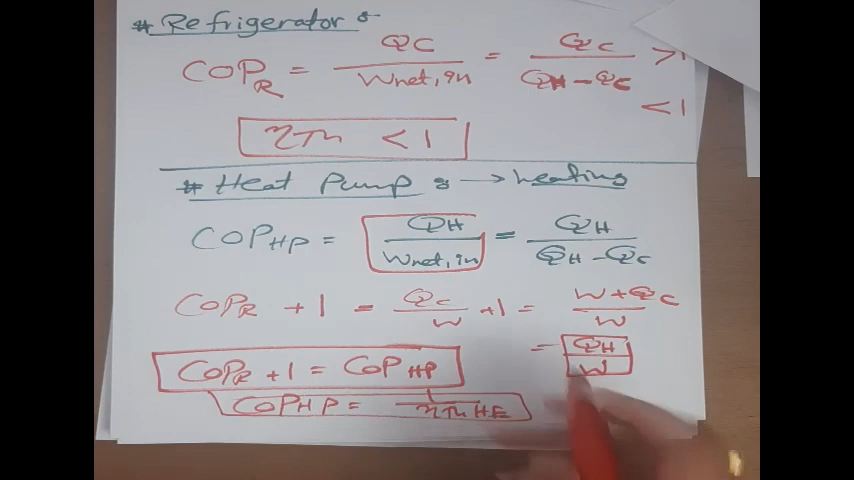 # Refrigerator :
COP_R = QC / Wnet,in = QC / QH - QC > 1
< 1
ηTh < 1
# Heat Pump : → heating
COP_HP = QH / Wnet,in = QH / QH - QC
COP_R + 1 = QC / W + 1 = W + QC / W
= QH / W
COP_R + 1 = COP_HP
COP_HP = 1 / ηTh HE